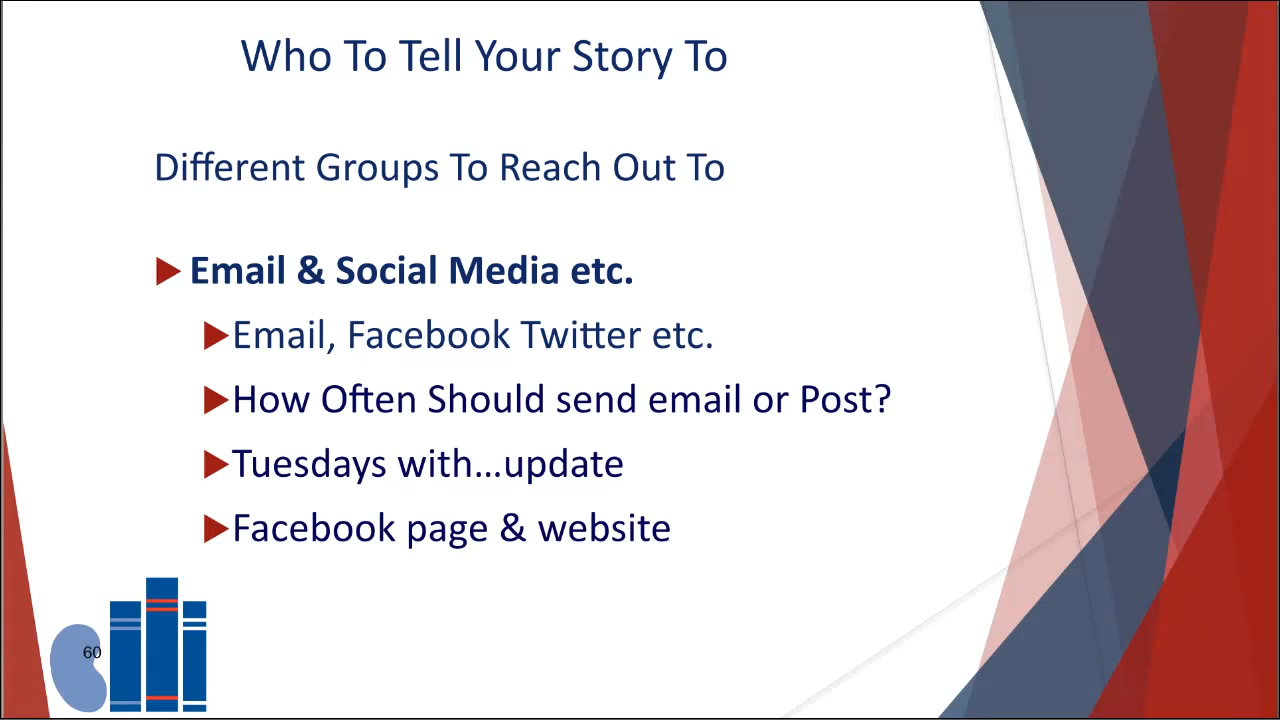 Who To Tell Your Story To
Different Groups To Reach Out To
Email & Social Media etc.
Email, Facebook Twitter etc.
How Often Should send email or Post?
Tuesdays with...update
Facebook page & website
60